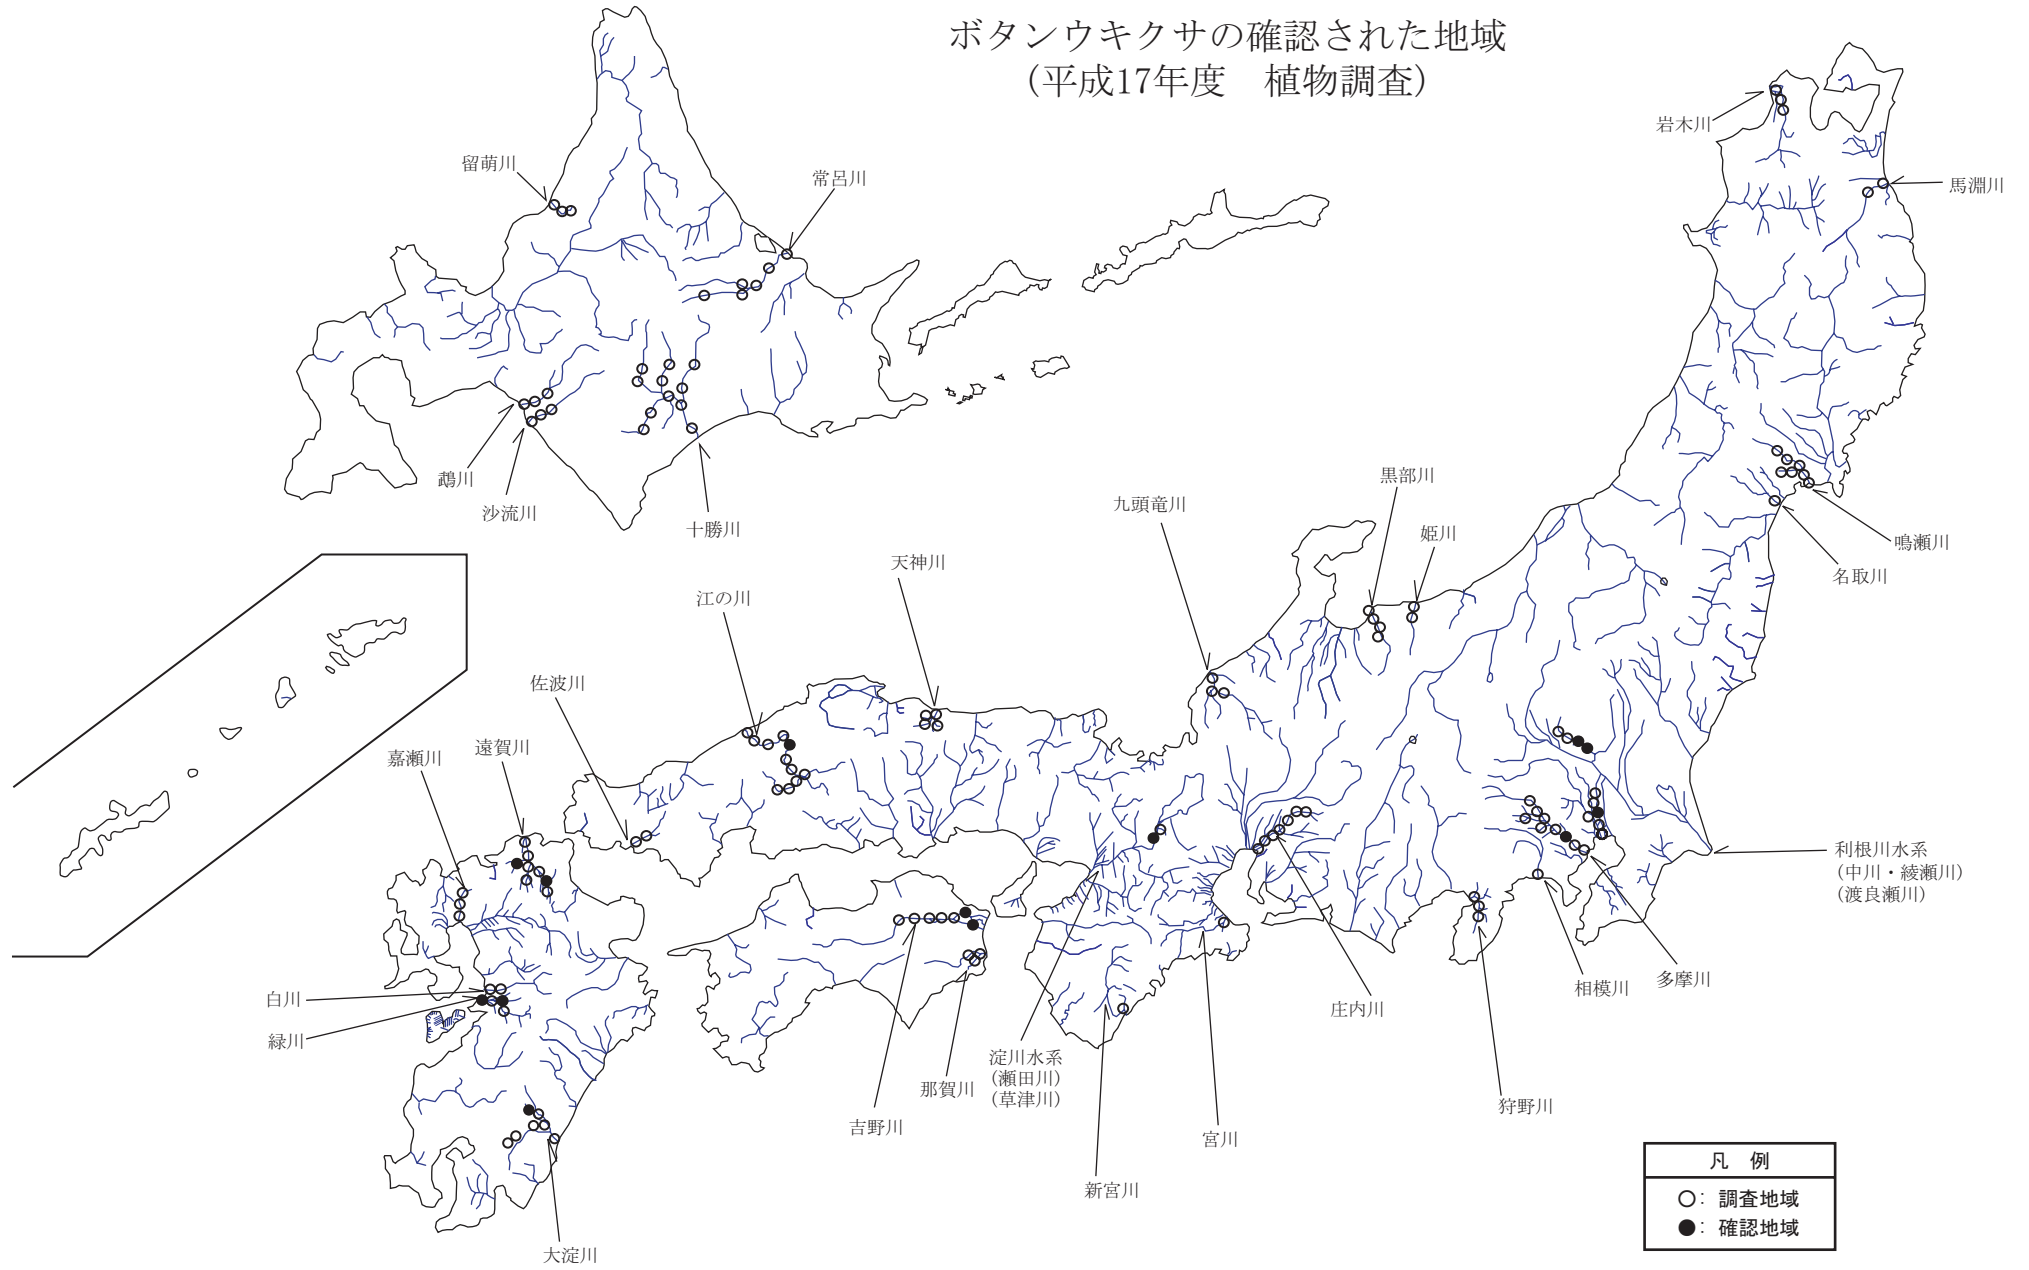 ボタンウキクサの確認された地域
(平成17年度　植物調査)
岩木川
留萌川
常呂川
馬淵川
鵡川
沙流川
十勝川
九頭竜川
黒部川
姫川
鳴瀬川
名取川
天神川
江の川
佐波川
遠賀川
嘉瀬川
利根川水系
(中川・綾瀬川)
(渡良瀬川)
白川
緑川
多摩川
相模川
庄内川
淀川水系
(瀬田川)
(草津川)
那賀川
吉野川
狩野川
宮川
新宮川
大淀川
凡　例
○：調査地域
●：確認地域